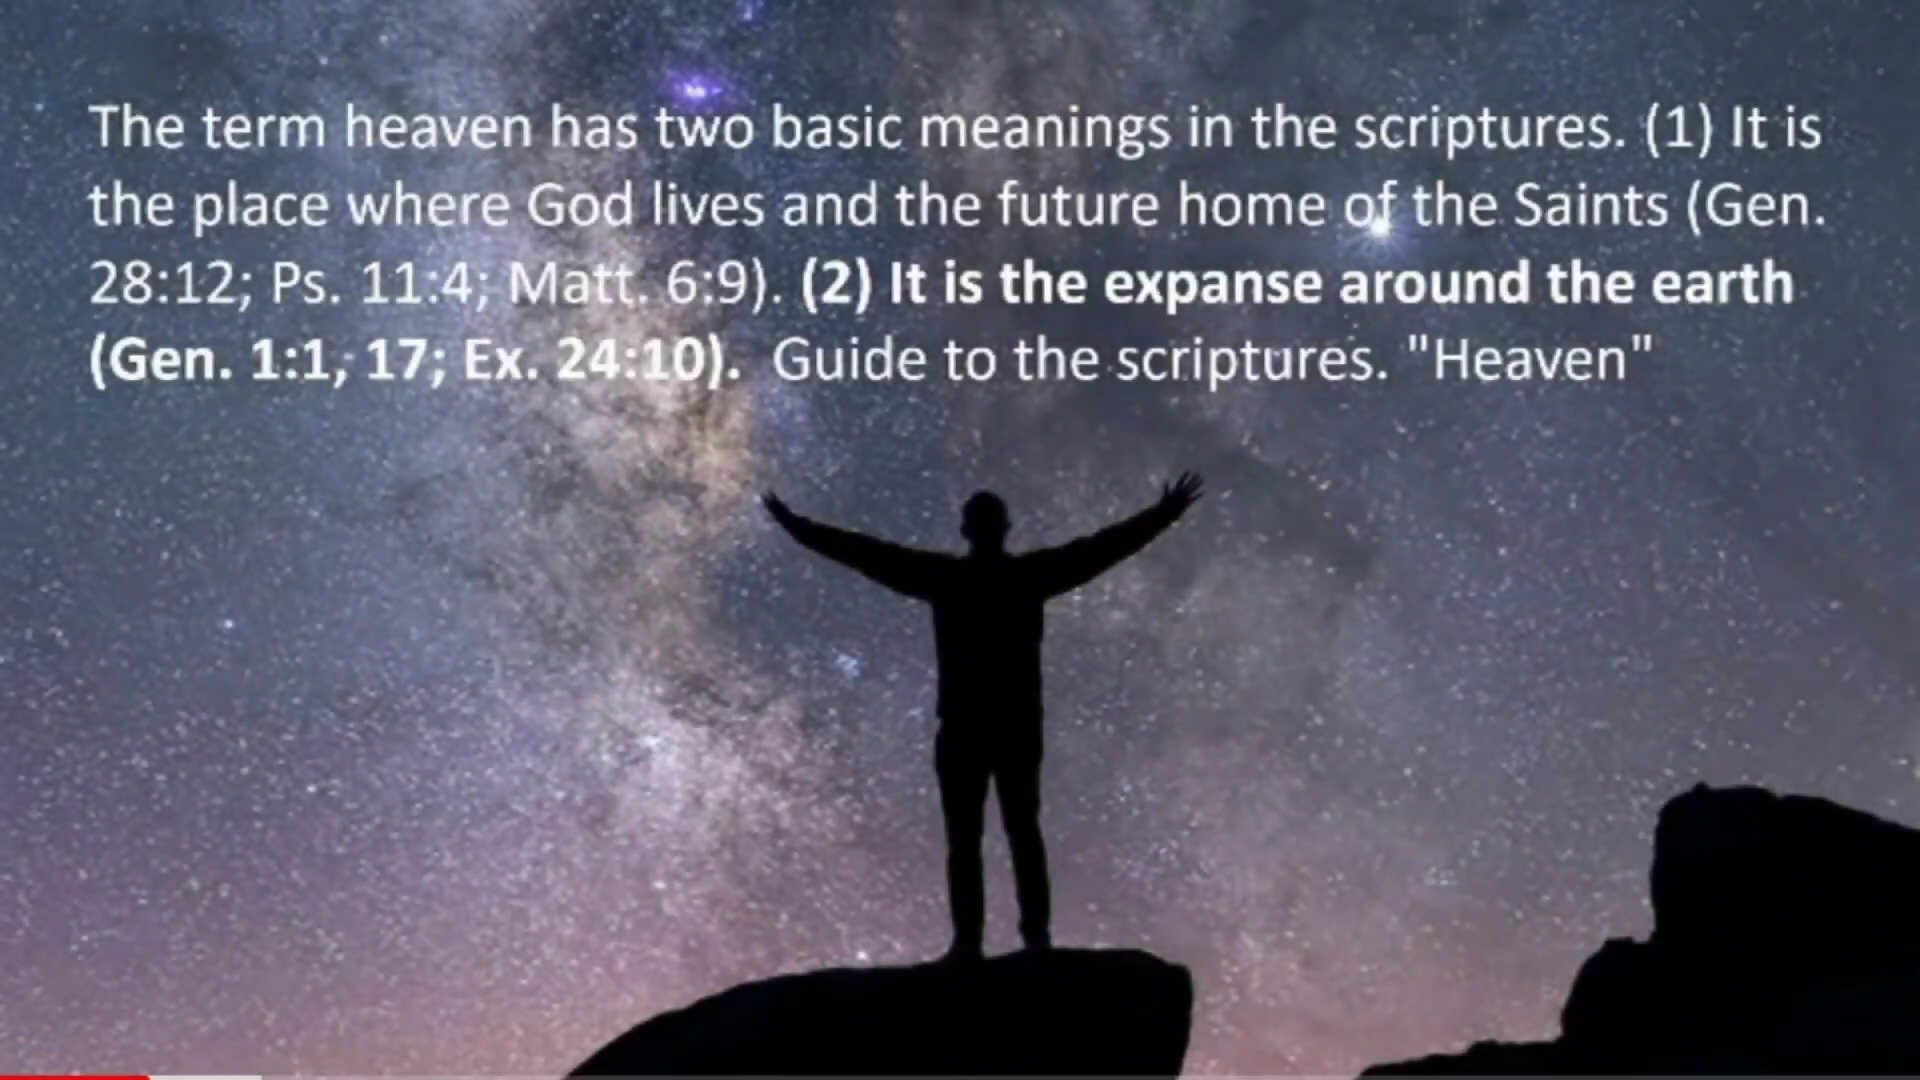 The term heaven has two basic meanings in the scriptures. (1) It is
the place where God lives and the future home of the Saints (Gen.
28:12; Ps. 11:4; Matt. 6:9). (2) It is the expanse around the earth
(Gen. 1:1, 17; Ex. 24:10).  Guide to the scriptures. "Heaven"